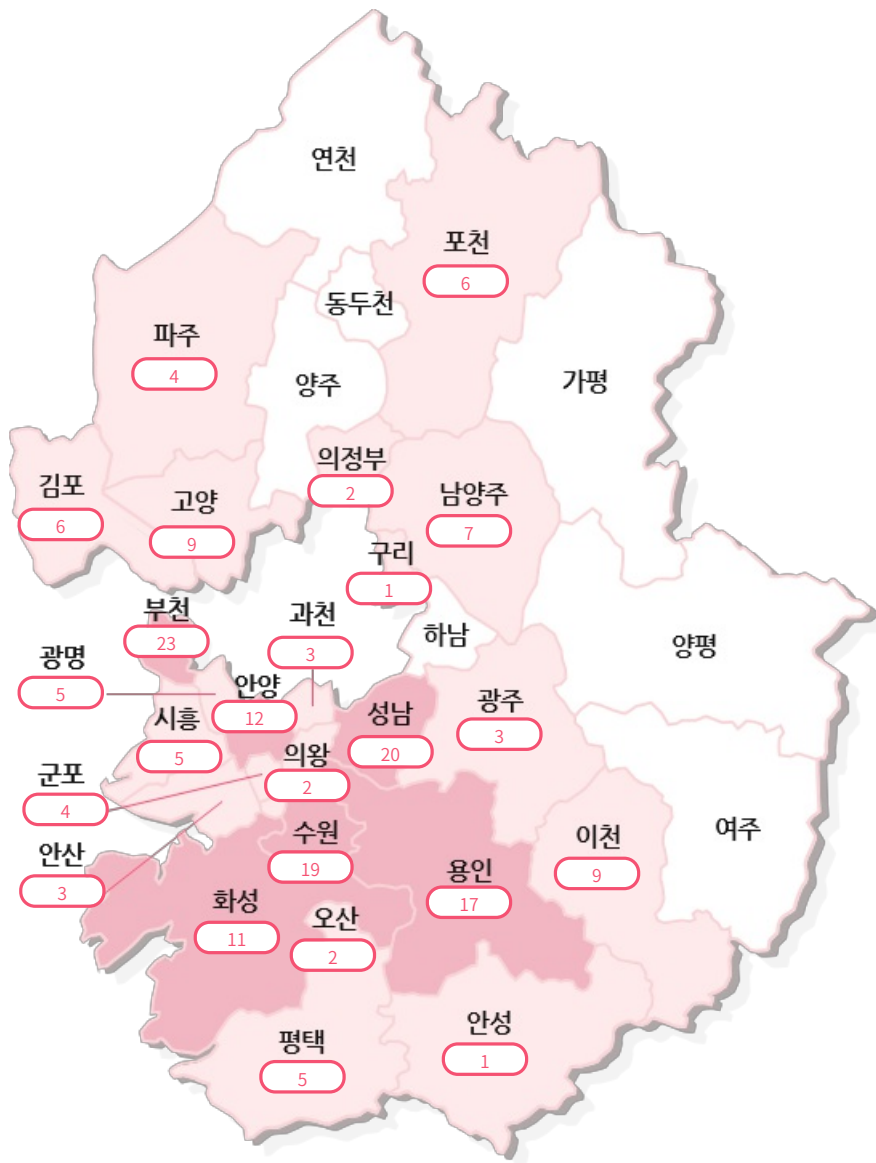 연천
포천
6
동두천
파주
4
양주
가평
의정부
2
김포
6
고양
9
남양주
7
구리
1
부천
23
과천
3
하남
양평
광명
5
안양
12
성남
20
광주
3
시흥
5
의왕
2
군포
4
수원
19
여주
이천
9
안산
3
용인
17
화성
11
오산
2
안성
1
평택
5